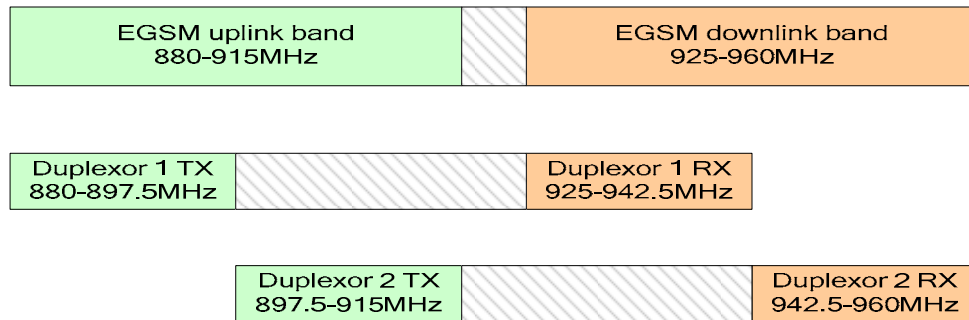 EGSM uplink band
880-915MHz
EGSM downlink band
925-960MHz
Duplexor 1 TX
880-897.5MHz
Duplexor 1 RX
925-942.5MHz
Duplexor 2 TX
897.5-915MHz
Duplexor 2 RX
942.5-960MHz